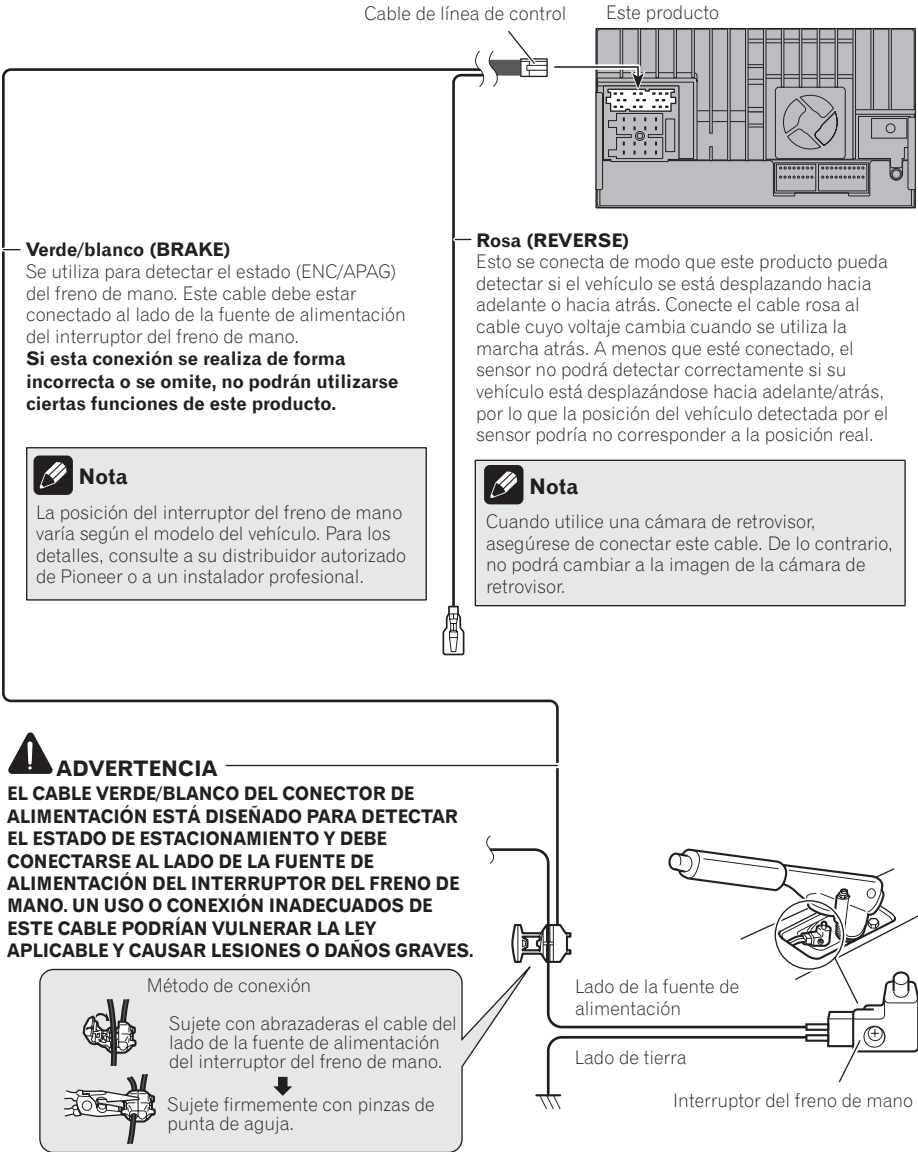 Cable de línea de control
Este producto
Verde/blanco (BRAKE)
Se utiliza para detectar el estado (ENC/APAG)
del freno de mano. Este cable debe estar
conectado al lado de la fuente de alimentación
del interruptor del freno de mano.
Si esta conexión se realiza de forma
incorrecta o se omite, no podrán utilizarse
ciertas funciones de este producto.
Nota
La posición del interruptor del freno de mano
varía según el modelo del vehículo. Para los
detalles, consulte a su distribuidor autorizado
de Pioneer o a un instalador profesional.
Rosa (REVERSE)
Esto se conecta de modo que este producto pueda
detectar si el vehículo se está desplazando hacia
adelante o hacia atrás. Conecte el cable rosa al
cable cuyo voltaje cambia cuando se utiliza la
marcha atrás. A menos que esté conectado, el
sensor no podrá detectar correctamente si su
vehículo está desplazándose hacia adelante/atrás,
por lo que la posición del vehículo detectada por el
sensor podría no corresponder a la posición real.
Nota
Cuando utilice una cámara de retrovisor,
asegúrese de conectar este cable. De lo contrario,
no podrá cambiar a la imagen de la cámara de
retrovisor.
ADVERTENCIA
EL CABLE VERDE/BLANCO DEL CONECTOR DE
ALIMENTACIÓN ESTÁ DISEÑADO PARA DETECTAR
EL ESTADO DE ESTACIONAMIENTO Y DEBE
CONECTARSE AL LADO DE LA FUENTE DE
ALIMENTACIÓN DEL INTERRUPTOR DEL FRENO DE
MANO. UN USO O CONEXIÓN INADECUADOS DE
ESTE CABLE PODRÍAN VULNERAR LA LEY
APLICABLE Y CAUSAR LESIONES O DAÑOS GRAVES.
Método de conexión
Sujete con abrazaderas el cable del
lado de la fuente de alimentación
del interruptor del freno de mano.
Sujete firmemente con pinzas de
punta de aguja.
Lado de la fuente de
alimentación
Lado de tierra
Interruptor del freno de mano